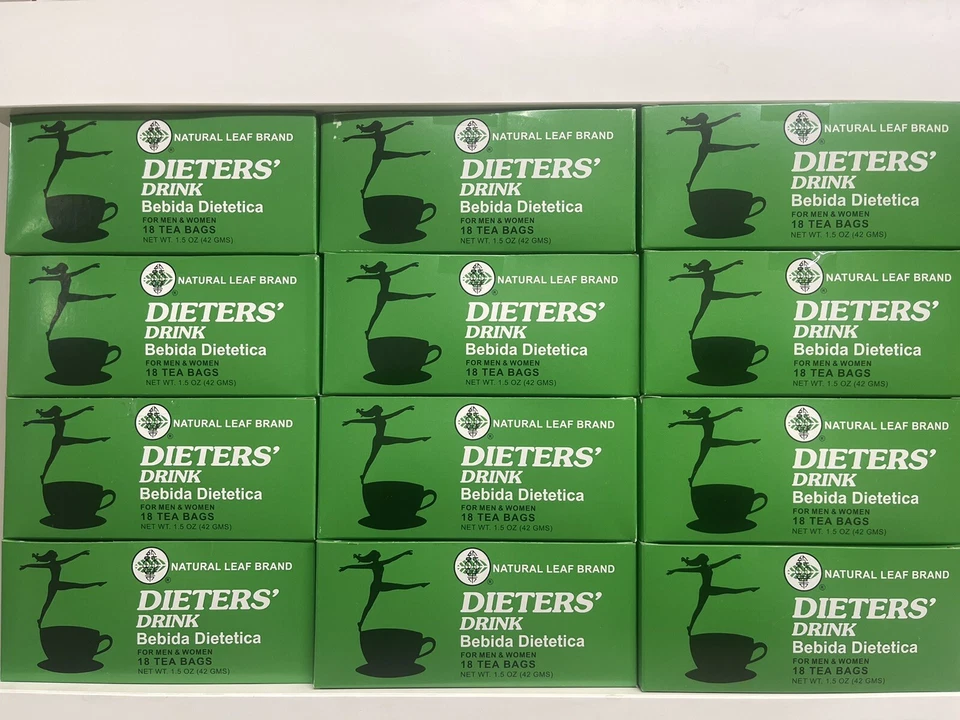 NATURAL LEAF BRAND
DIETERS'
DRINK
Bebida Dietetica
FOR MEN & WOMEN
18 TEA BAGS
NET WT. 1.5 OZ (42 GMS)
NATURAL LEAF BRAND
DIETERS'
DRINK
Bebida Dietetica
FOR MEN & WOMEN
18 TEA BAGS
NET WT. 1.5 OZ (42 GMS)
NATURAL LEAF BRAND
DIETERS'
DRINK
Bebida Dietetica
FOR MEN & WOMEN
18 TEA BAGS
NET WT. 1.5 OZ (42 GMS)
NATURAL LEAF BRAND
DIETERS'
DRINK
Bebida Dietetica
FOR MEN & WOMEN
18 TEA BAGS
NET WT. 1.5 OZ (42 GMS)
NATURAL LEAF BRAND
DIETERS'
DRINK
Bebida Dietetica
FOR MEN & WOMEN
18 TEA BAGS
NET WT. 1.5 OZ (42 GMS)
NATURAL LEAF BRAND
DIETERS'
DRINK
Bebida Dietetica
FOR MEN & WOMEN
18 TEA BAGS
NET WT. 1.5 OZ (42 GMS)
NATURAL LEAF BRAND
DIETERS'
DRINK
Bebida Dietetica
FOR MEN & WOMEN
18 TEA BAGS
NET WT. 1.5 OZ (42 GMS)
NATURAL LEAF BRAND
DIETERS'
DRINK
Bebida Dietetica
FOR MEN & WOMEN
18 TEA BAGS
NET WT. 1.5 OZ (42 GMS)
NATURAL LEAF BRAND
DIETERS'
DRINK
Bebida Dietetica
FOR MEN & WOMEN
18 TEA BAGS
NET WT. 1.5 OZ (42 GMS)
NATURAL LEAF BRAND
DIETERS'
DRINK
Bebida Dietetica
FOR MEN & WOMEN
18 TEA BAGS
NET WT. 1.5 OZ (42 GMS)
NATURAL LEAF BRAND
DIETERS'
DRINK
Bebida Dietetica
FOR MEN & WOMEN
18 TEA BAGS
NET WT. 1.5 OZ (42 GMS)
NATURAL LEAF BRAND
DIETERS'
DRINK
Bebida Dietetica
FOR MEN & WOMEN
18 TEA BAGS
NET WT. 1.5 OZ (42 GMS)